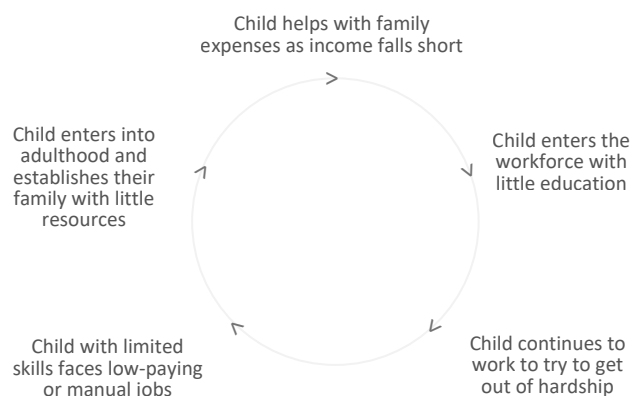 Child helps with family
expenses as income falls short
Child enters the
workforce with
little education
Child continues to
work to try to get
out of hardship
Child with limited
skills faces low-paying
or manual jobs
Child enters into
adulthood and
establishes their
family with little
resources